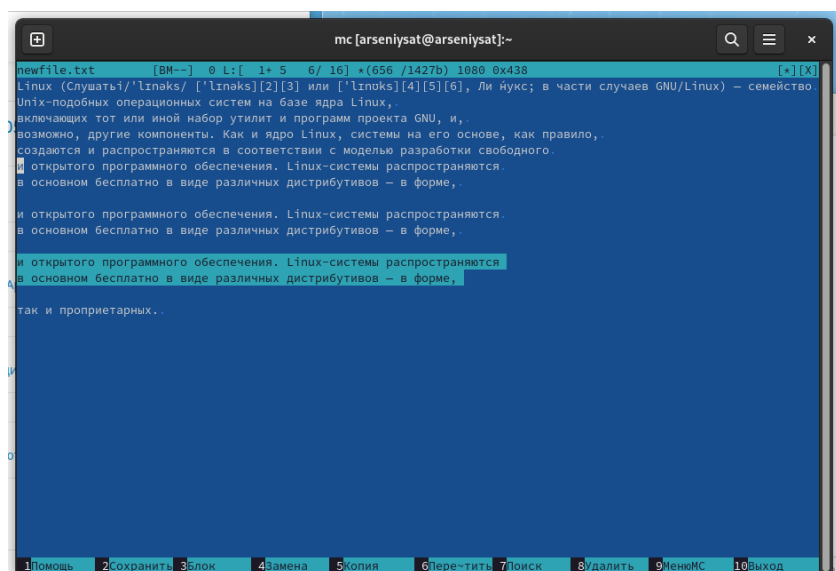 mc [arseniysat@arseniysat]:~
newfile.txt [BM--] 0 L:[ 1+ 5 6/ 16] *(656 /1427b) 1080 0x438 [*][X]
Linux (Слушатьi/ˈlɪnəks/ [ˈlɪnəks][2][3] или [ˈlɪnʊks][4][5][6], Ли́нукс; в части случаев GNU/Linux) — семейство
Unix-подобных операционных систем на базе ядра Linux,.
включающих тот или иной набор утилит и программ проекта GNU, и,.
возможно, другие компоненты. Как и ядро Linux, системы на его основе, как правило,.
создаются и распространяются в соответствии с моделью разработки свободного.
и открытого программного обеспечения. Linux-системы распространяются.
в основном бесплатно в виде различных дистрибутивов — в форме,.
и открытого программного обеспечения. Linux-системы распространяются.
в основном бесплатно в виде различных дистрибутивов — в форме,.
и открытого программного обеспечения. Linux-системы распространяются
в основном бесплатно в виде различных дистрибутивов — в форме,
так и проприетарных..
1Помощь 2Сохранить 3Блок 4Замена 5Копия 6Пере~тить 7Поиск 8Удалить 9МенюMC 10Выход